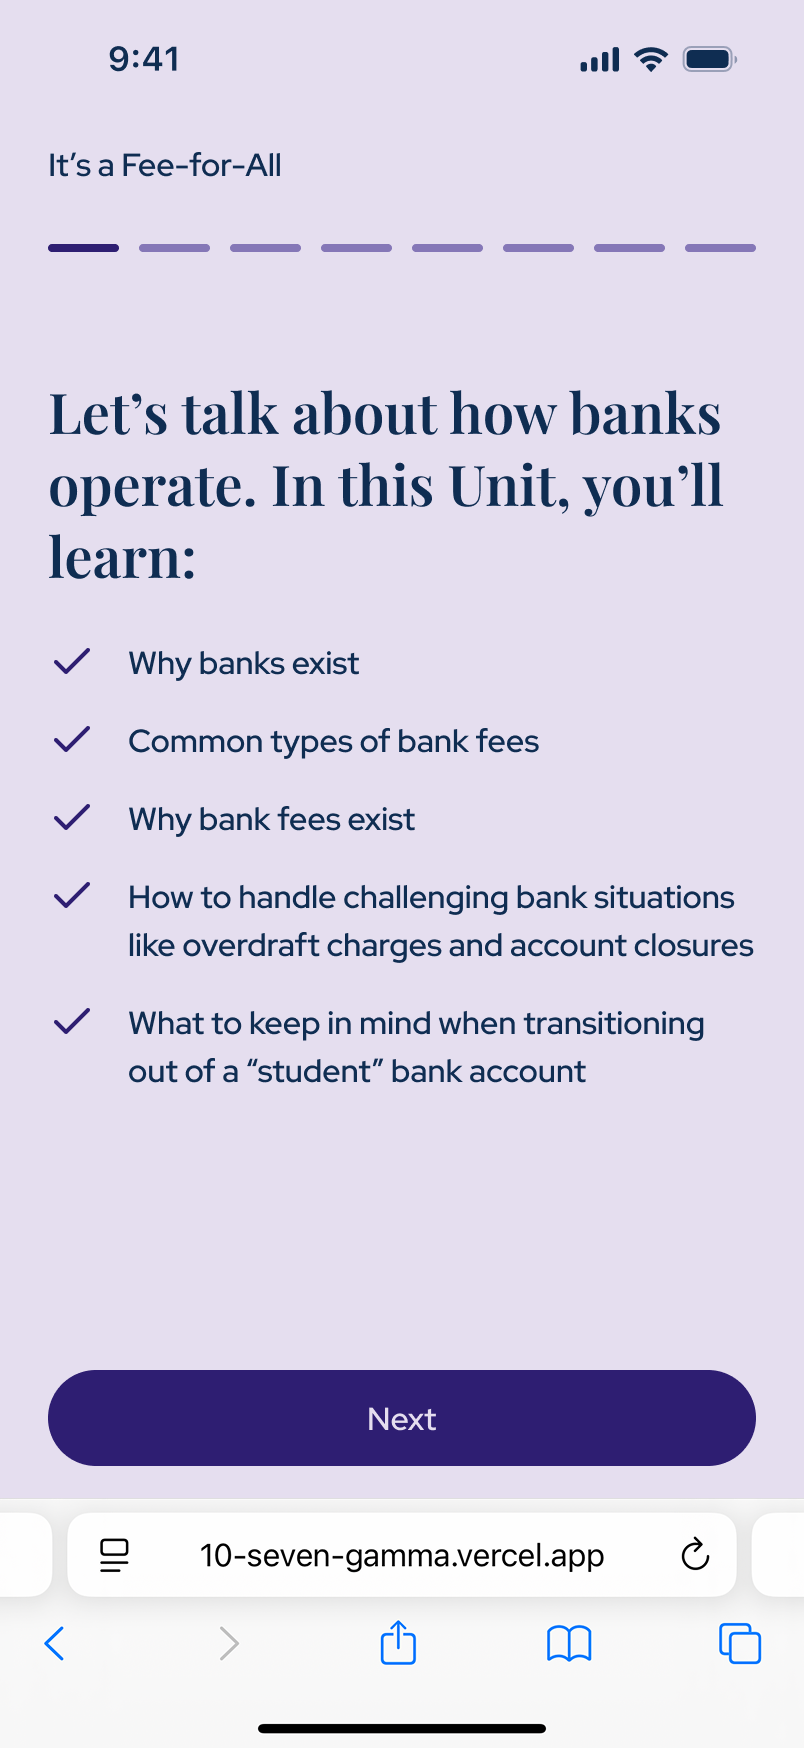 9:41
It’s a Fee-for-All
Let’s talk about how banks
operate. In this Unit, you’ll
learn:
Why banks exist
Common types of bank fees
Why bank fees exist
How to handle challenging bank situations
like overdraft charges and account closures
What to keep in mind when transitioning
out of a “student” bank account
Next
10-seven-gamma.vercel.app